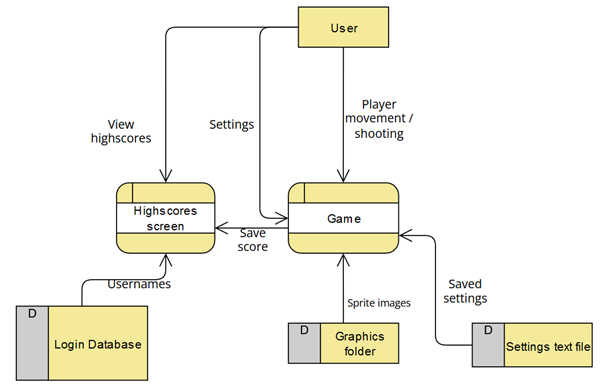 User
View
highscores
Settings
Player
movement /
shooting
Highscores
screen
Save
score
Game
Usernames
Sprite images
Saved
settings
D
Login Database
D
Graphics
folder
D
Settings text file